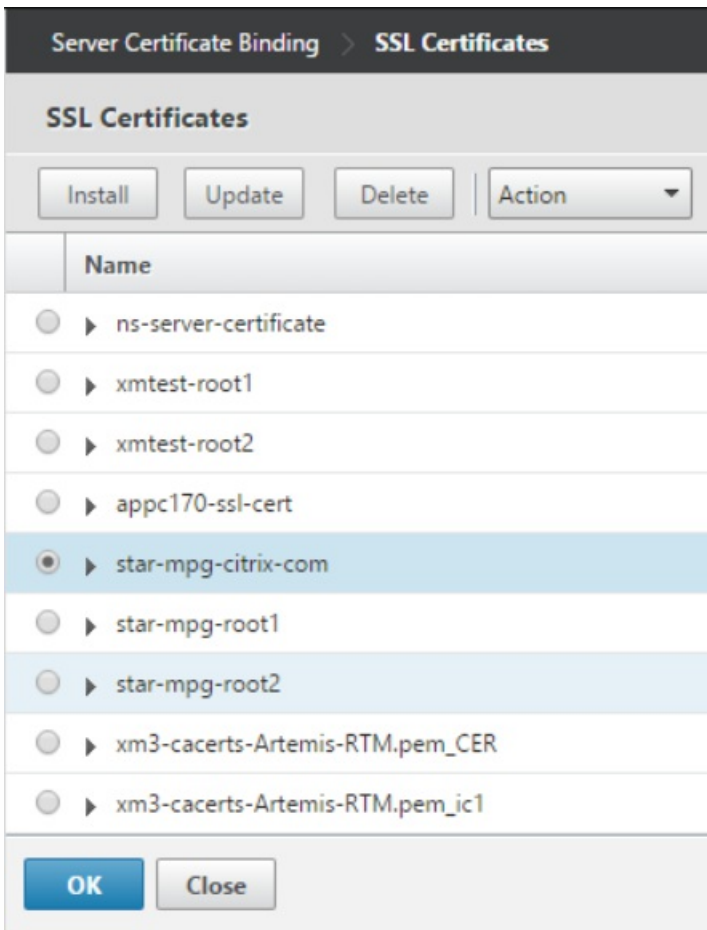 Server Certificate Binding > SSL Certificates
SSL Certificates
Install Update Delete Action
Name
ns-server-certificate
xmtest-root1
xmtest-root2
appc170-ssl-cert
star-mpg-citrix-com
star-mpg-root1
star-mpg-root2
xm3-cacerts-Artemis-RTM.pem_CER
xm3-cacerts-Artemis-RTM.pem_ic1
OK Close